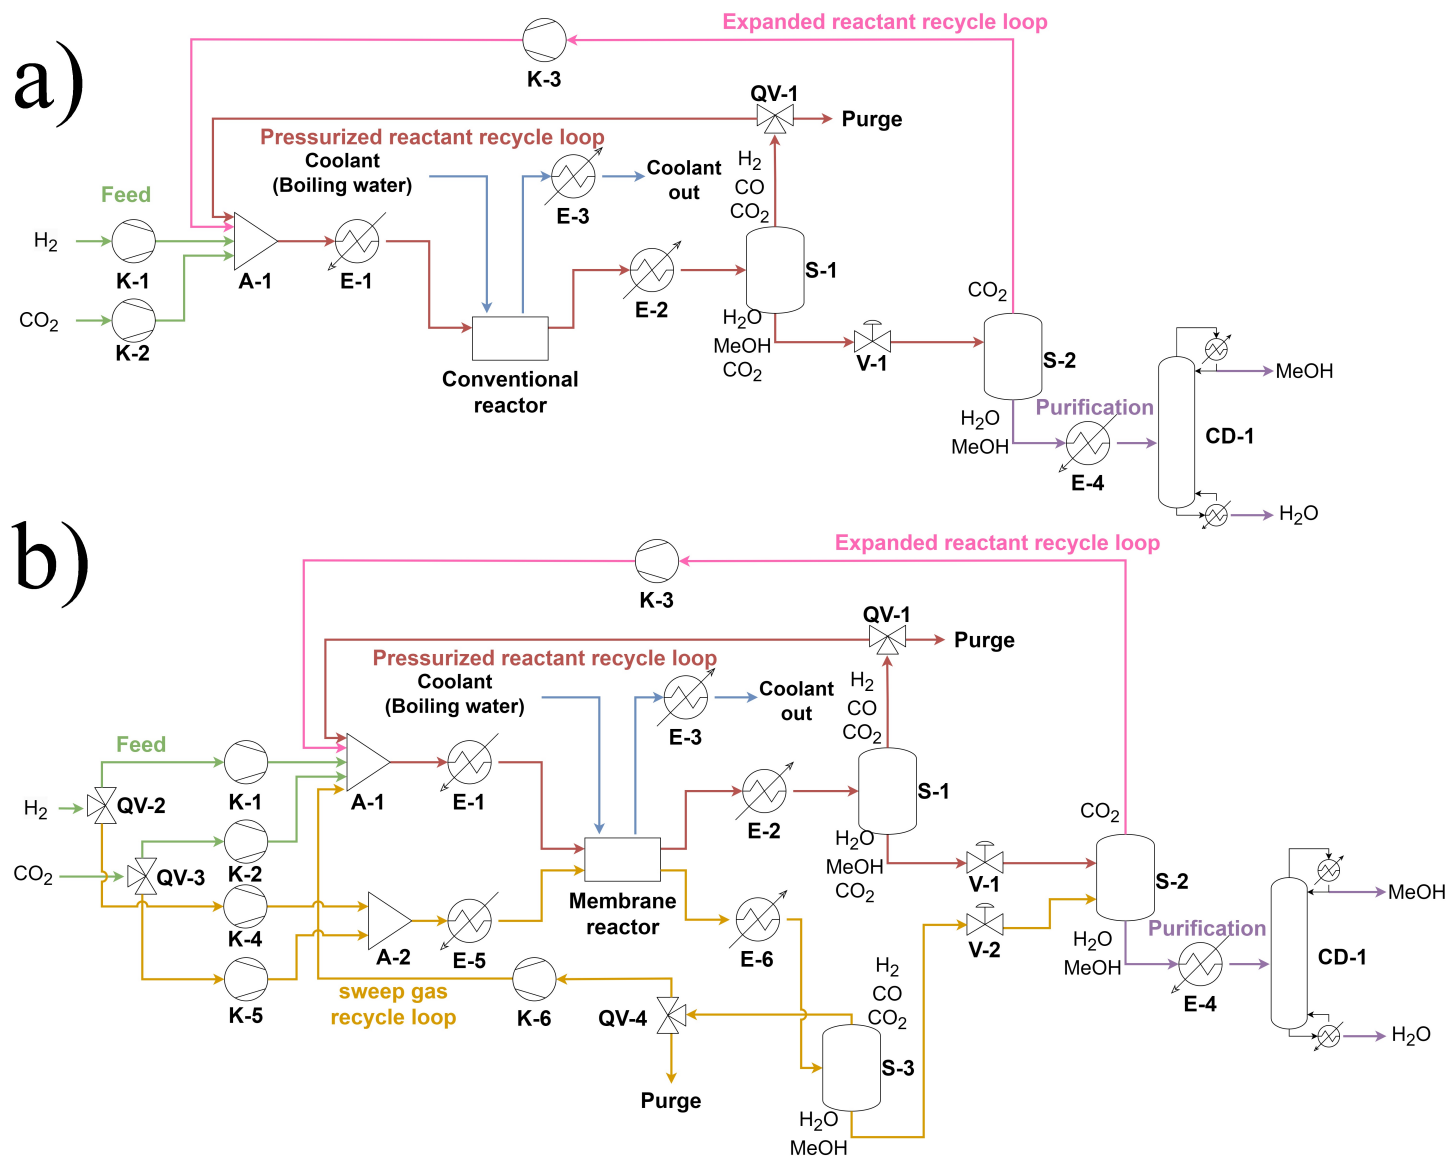 a)
Expanded reactant recycle loop
K-3
QV-1
Purge
Pressurized reactant recycle loop
Coolant
(Boiling water)
H2
CO
CO2
Coolant
out
E-3
Feed
H2
K-1
A-1
E-1
E-2
S-1
CO2
K-2
H2O
MeOH
CO2
V-1
CO2
S-2
Conventional
reactor
MeOH
Purification
H2O
MeOH
E-4
CD-1
H2O
b)
Expanded reactant recycle loop
K-3
QV-1
Purge
Pressurized reactant recycle loop
Coolant
(Boiling water)
H2
CO
CO2
Coolant
out
E-3
Feed
H2
QV-2
K-1
A-1
E-1
E-2
S-1
CO2
QV-3
K-2
H2O
MeOH
CO2
V-1
CO2
S-2
Membrane
reactor
MeOH
K-4
A-2
E-5
E-6
V-2
Purification
H2O
MeOH
E-4
CD-1
K-5
sweep gas
recycle loop
K-6
QV-4
H2
CO
CO2
S-3
H2O
Purge
H2O
MeOH